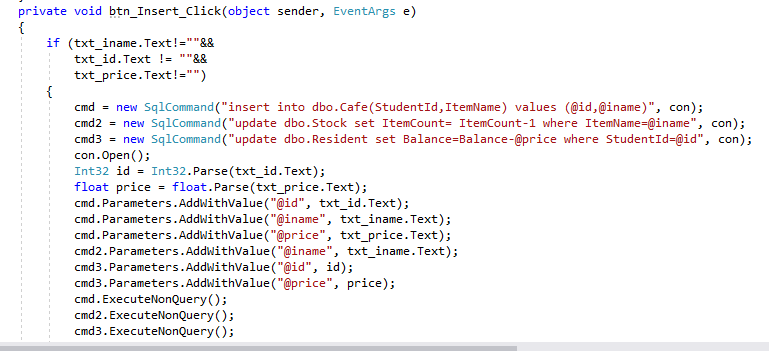 private void btn_Insert_Click(object sender, EventArgs e)
{
if (txt_iname.Text!=""&&
txt_id.Text != ""&&
txt_price.Text!="")
{
cmd = new SqlCommand("insert into dbo.Cafe(StudentId,ItemName) values (@id,@iname)", con);
cmd2 = new SqlCommand("update dbo.Stock set ItemCount= ItemCount-1 where ItemName=@iname", con);
cmd3 = new SqlCommand("update dbo.Resident set Balance=Balance-@price where StudentId=@id", con);
con.Open();
Int32 id = Int32.Parse(txt_id.Text);
float price = float.Parse(txt_price.Text);
cmd.Parameters.AddWithValue("@id", txt_id.Text);
cmd.Parameters.AddWithValue("@iname", txt_iname.Text);
cmd.Parameters.AddWithValue("@price", txt_price.Text);
cmd2.Parameters.AddWithValue("@iname", txt_iname.Text);
cmd3.Parameters.AddWithValue("@id", id);
cmd3.Parameters.AddWithValue("@price", price);
cmd.ExecuteNonQuery();
cmd2.ExecuteNonQuery();
cmd3.ExecuteNonQuery();